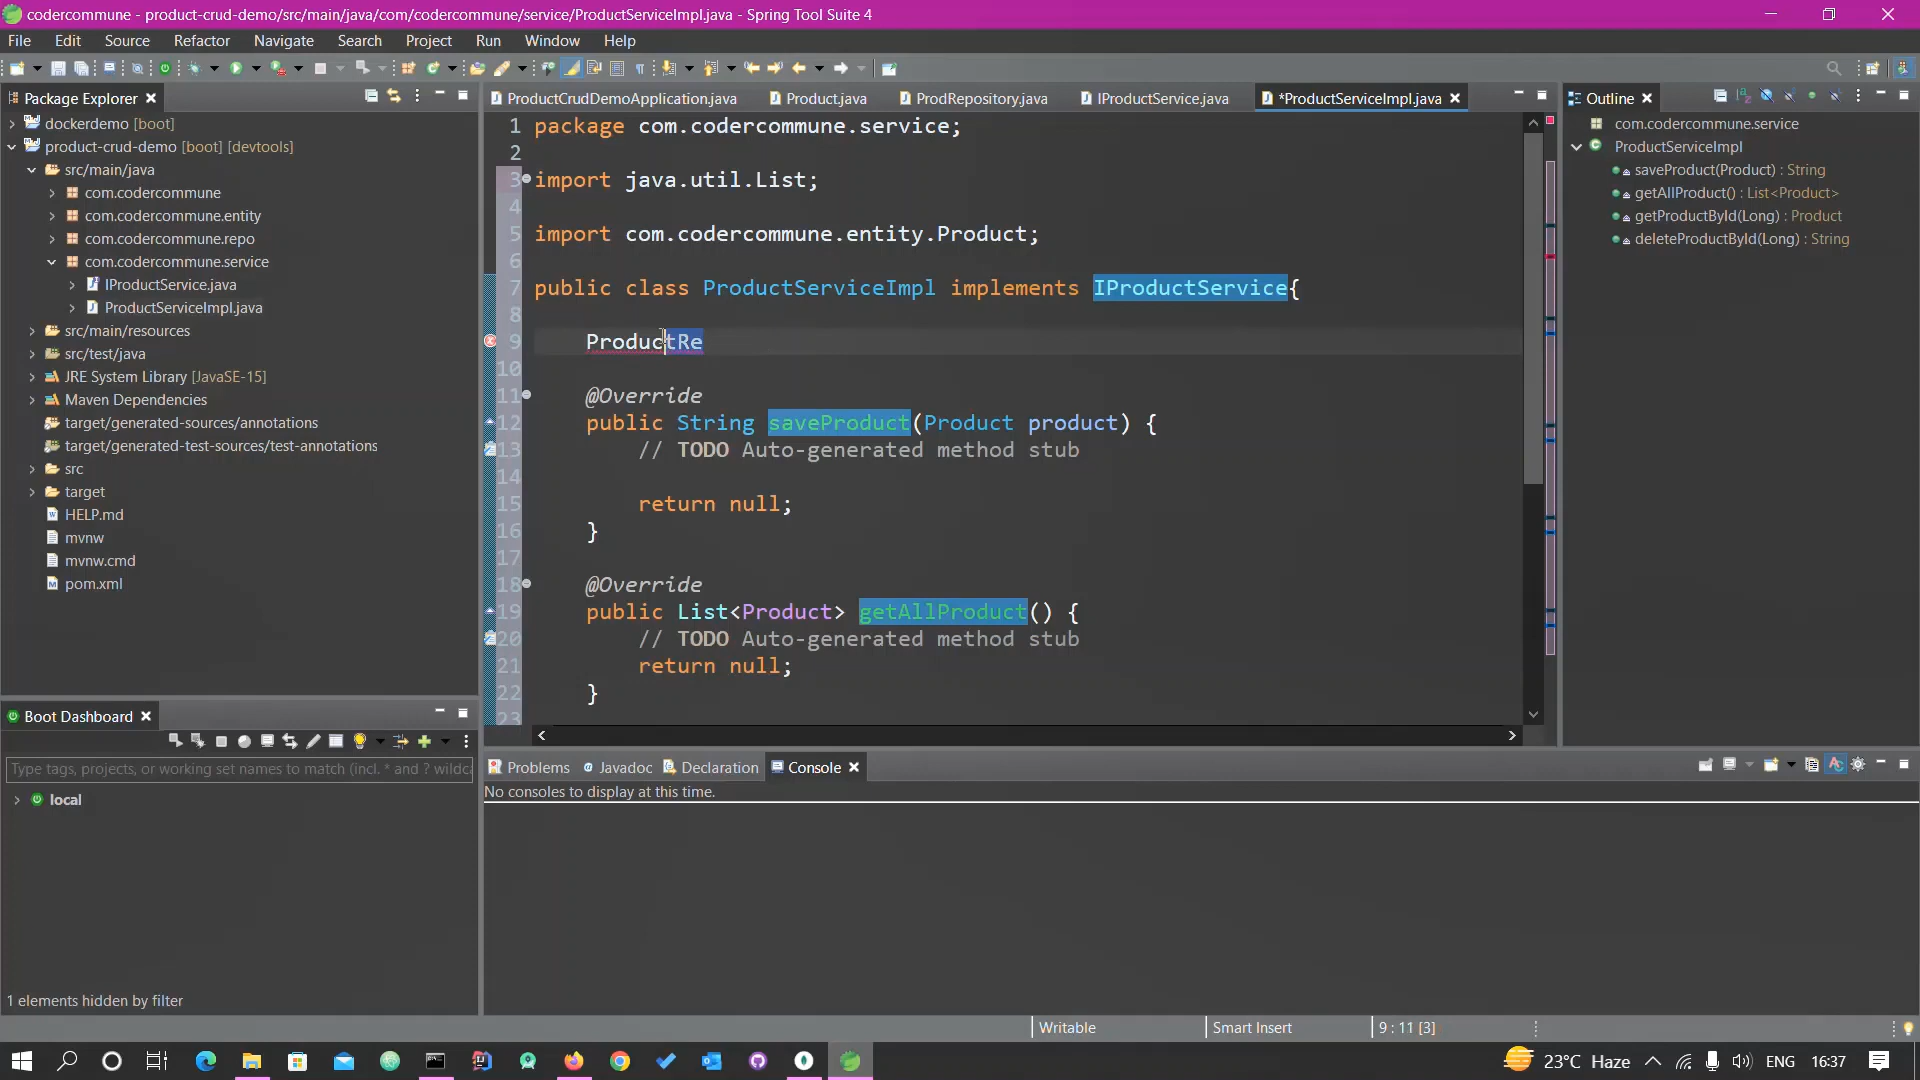 codercommune - product-crud-demo/src/main/java/com/codercommune/service/ProductServiceImpl.java - Spring Tool Suite 4
File Edit Source Refactor Navigate Search Project Run Window Help
Package Explorer
dockerdemo [boot]
product-crud-demo [boot] [devtools]
src/main/java
com.codercommune
com.codercommune.entity
com.codercommune.repo
com.codercommune.service
IProductService.java
ProductServiceImpl.java
src/main/resources
src/test/java
JRE System Library [JavaSE-15]
Maven Dependencies
target/generated-sources/annotations
target/generated-test-sources/test-annotations
src
target
HELP.md
mvnw
mvnw.cmd
pom.xml
ProductCrudDemoApplication.java Product.java ProdRepository.java IProductService.java *ProductServiceImpl.java
1 package com.codercommune.service;
2
3 import java.util.List;
4
5 import com.codercommune.entity.Product;
6
7 public class ProductServiceImpl implements IProductService{
8
9 ProductRe
10
11 @Override
12 public String saveProduct(Product product) {
13 // TODO Auto-generated method stub
14
15 return null;
16 }
17
18 @Override
19 public List<Product> getAllProduct() {
20 // TODO Auto-generated method stub
21 return null;
22 }
23
Outline
com.codercommune.service
ProductServiceImpl
saveProduct(Product) : String
getAllProduct() : List<Product>
getProductById(Long) : Product
deleteProductById(Long) : String
Boot Dashboard
Type tags, projects, or working set names to match (incl. * and ? wildca
local
1 elements hidden by filter
Problems Javadoc Declaration Console
No consoles to display at this time.
Writable Smart Insert 9 : 11 [3]
23°C Haze ENG 16:37